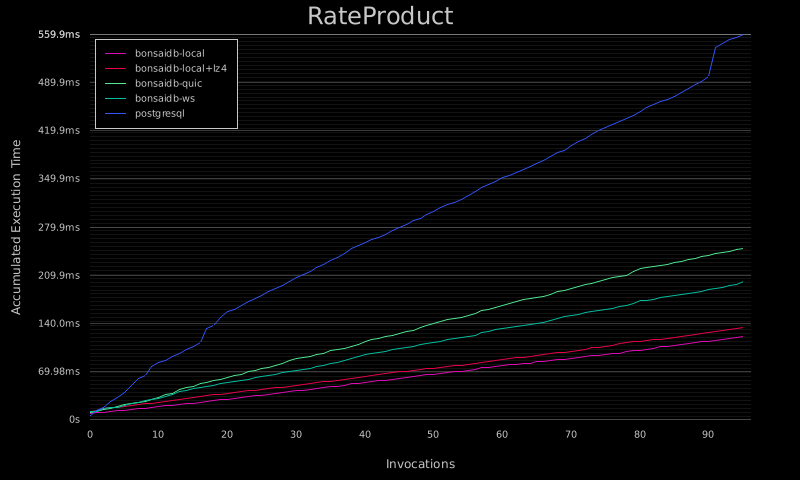 RateProduct
559.9ms
489.9ms
419.9ms
349.9ms
279.9ms
209.9ms
140.0ms
69.98ms
0s
Accumulated Execution Time
bonsaidb-local
bonsaidb-local+lz4
bonsaidb-quic
bonsaidb-ws
postgresql
0 10 20 30 40 50 60 70 80 90
Invocations